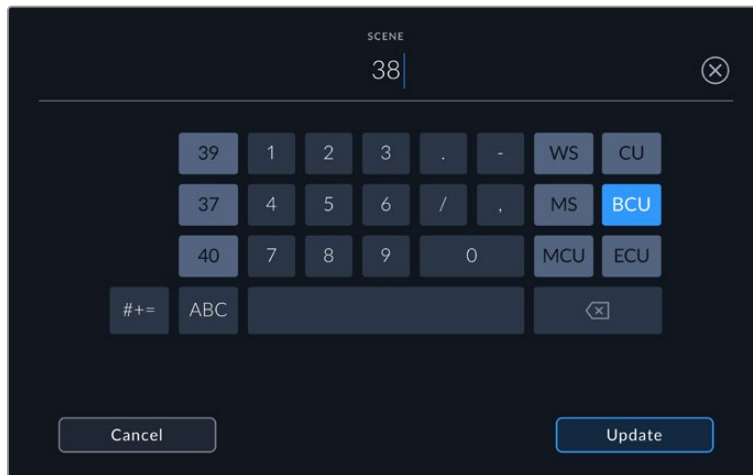 SCENE
38
39 1 2 3 . - WS CU
37 4 5 6 / , MS BCU
40 7 8 9 0 MCU ECU
#+= ABC
Cancel Update